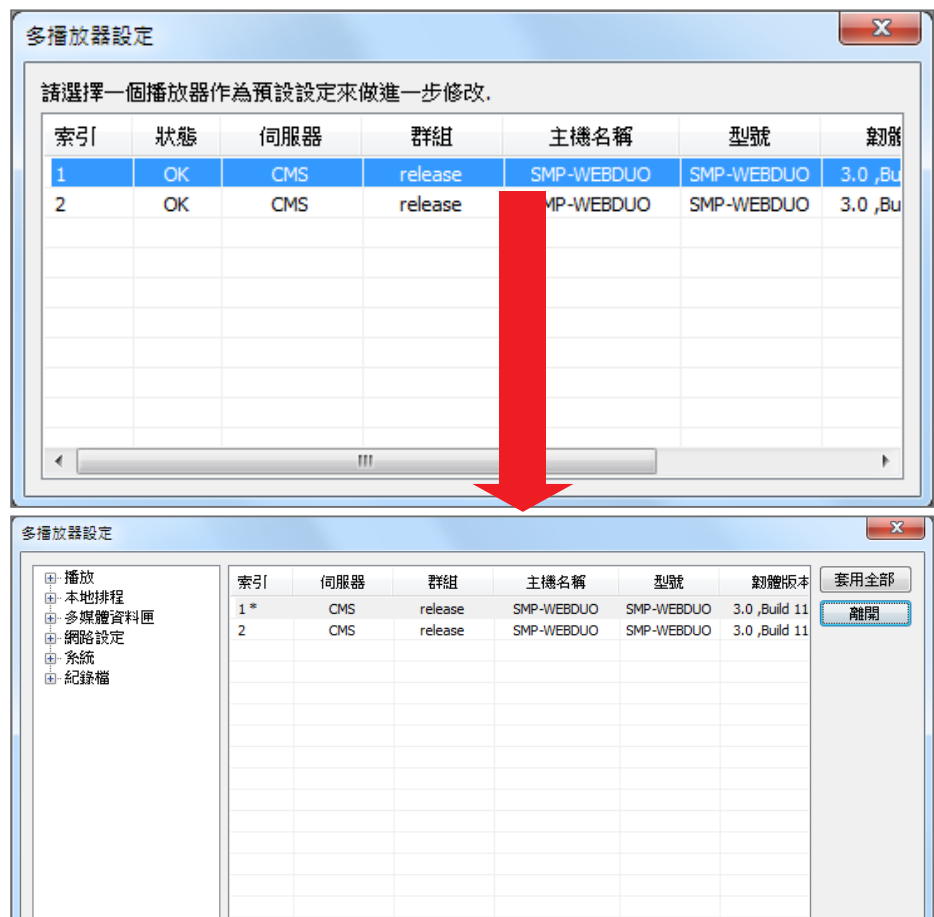 多播放器設定
請選擇一個播放器作為預設設定來做進一步修改.
索引 狀態 伺服器 群組 主機名稱 型號
1 OK CMS release SMP-WEBDUO SMP-WEBDUO 3.0 ,Bu
2 OK CMS release MP-WEBDUO SMP-WEBDUO 3.0 ,Bu
多播放器設定
播放
本地排程
多媒體資料匣
網路設定
系統
紀錄檔
索引 伺服器 群組 主機名稱 型號 韌體版本
1 * CMS release SMP-WEBDUO SMP-WEBDUO 3.0 ,Build 11
2 CMS release SMP-WEBDUO SMP-WEBDUO 3.0 ,Build 11
套用全部
離開